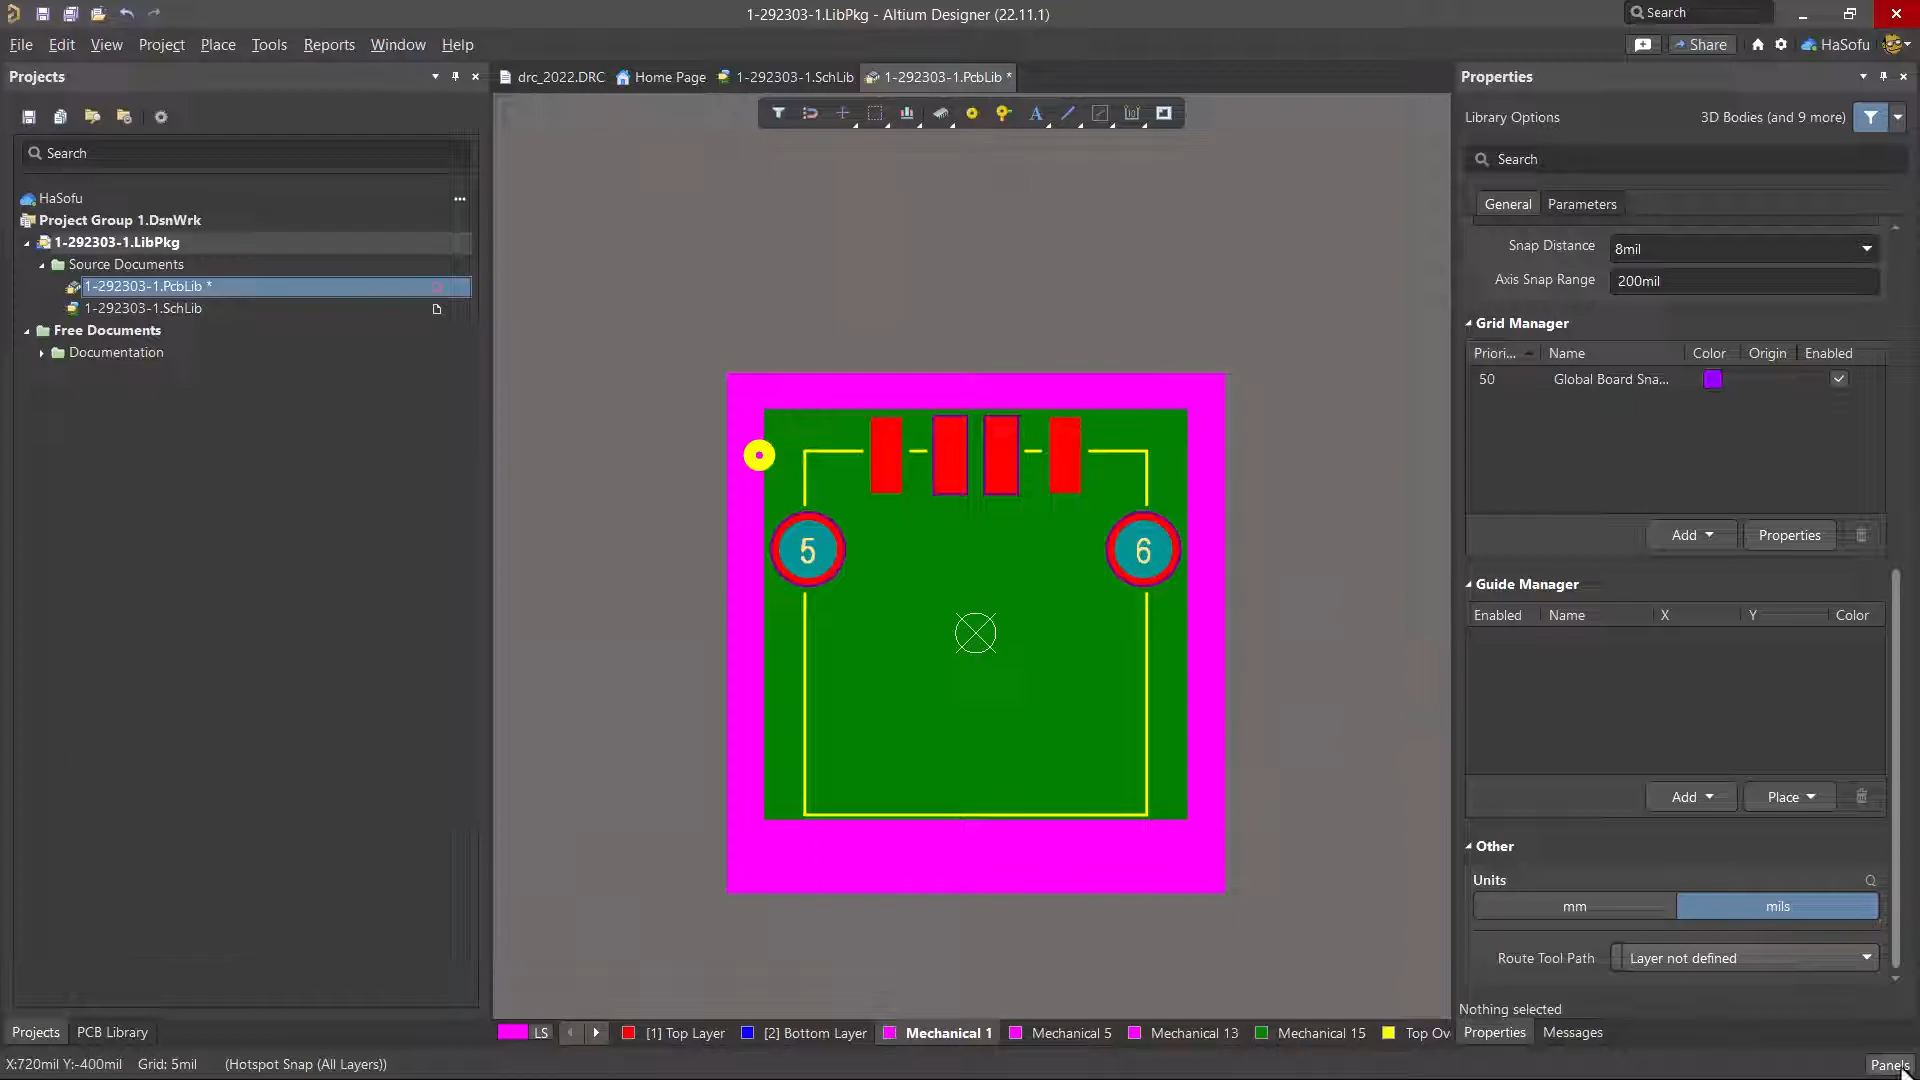 1-292303-1.LibPkg - Altium Designer (22.11.1)
Search
File Edit View Project Place Tools Reports Window Help
Share HaSofu
Projects
drc_2022.DRC Home Page 1-292303-1.SchLib 1-292303-1.PcbLib *
Properties
Library Options 3D Bodies (and 9 more)
Search
Search
General Parameters
HaSofu
Project Group 1.DsnWrk
1-292303-1.LibPkg
Source Documents
1-292303-1.PcbLib *
1-292303-1.SchLib
Free Documents
Documentation
Snap Distance 8mil
Axis Snap Range 200mil
Grid Manager
Priori... Name Color Origin Enabled
50 Global Board Sna...
Add Properties
5 6
Guide Manager
Enabled Name X Y Color
Add Place
Other
Units
mm mils
Route Tool Path Layer not defined
Nothing selected
Projects PCB Library
LS [1] Top Layer [2] Bottom Layer Mechanical 1 Mechanical 5 Mechanical 13 Mechanical 15 Top Ov
Properties Messages
X:720mil Y:-400mil Grid: 5mil (Hotspot Snap (All Layers))
Panels